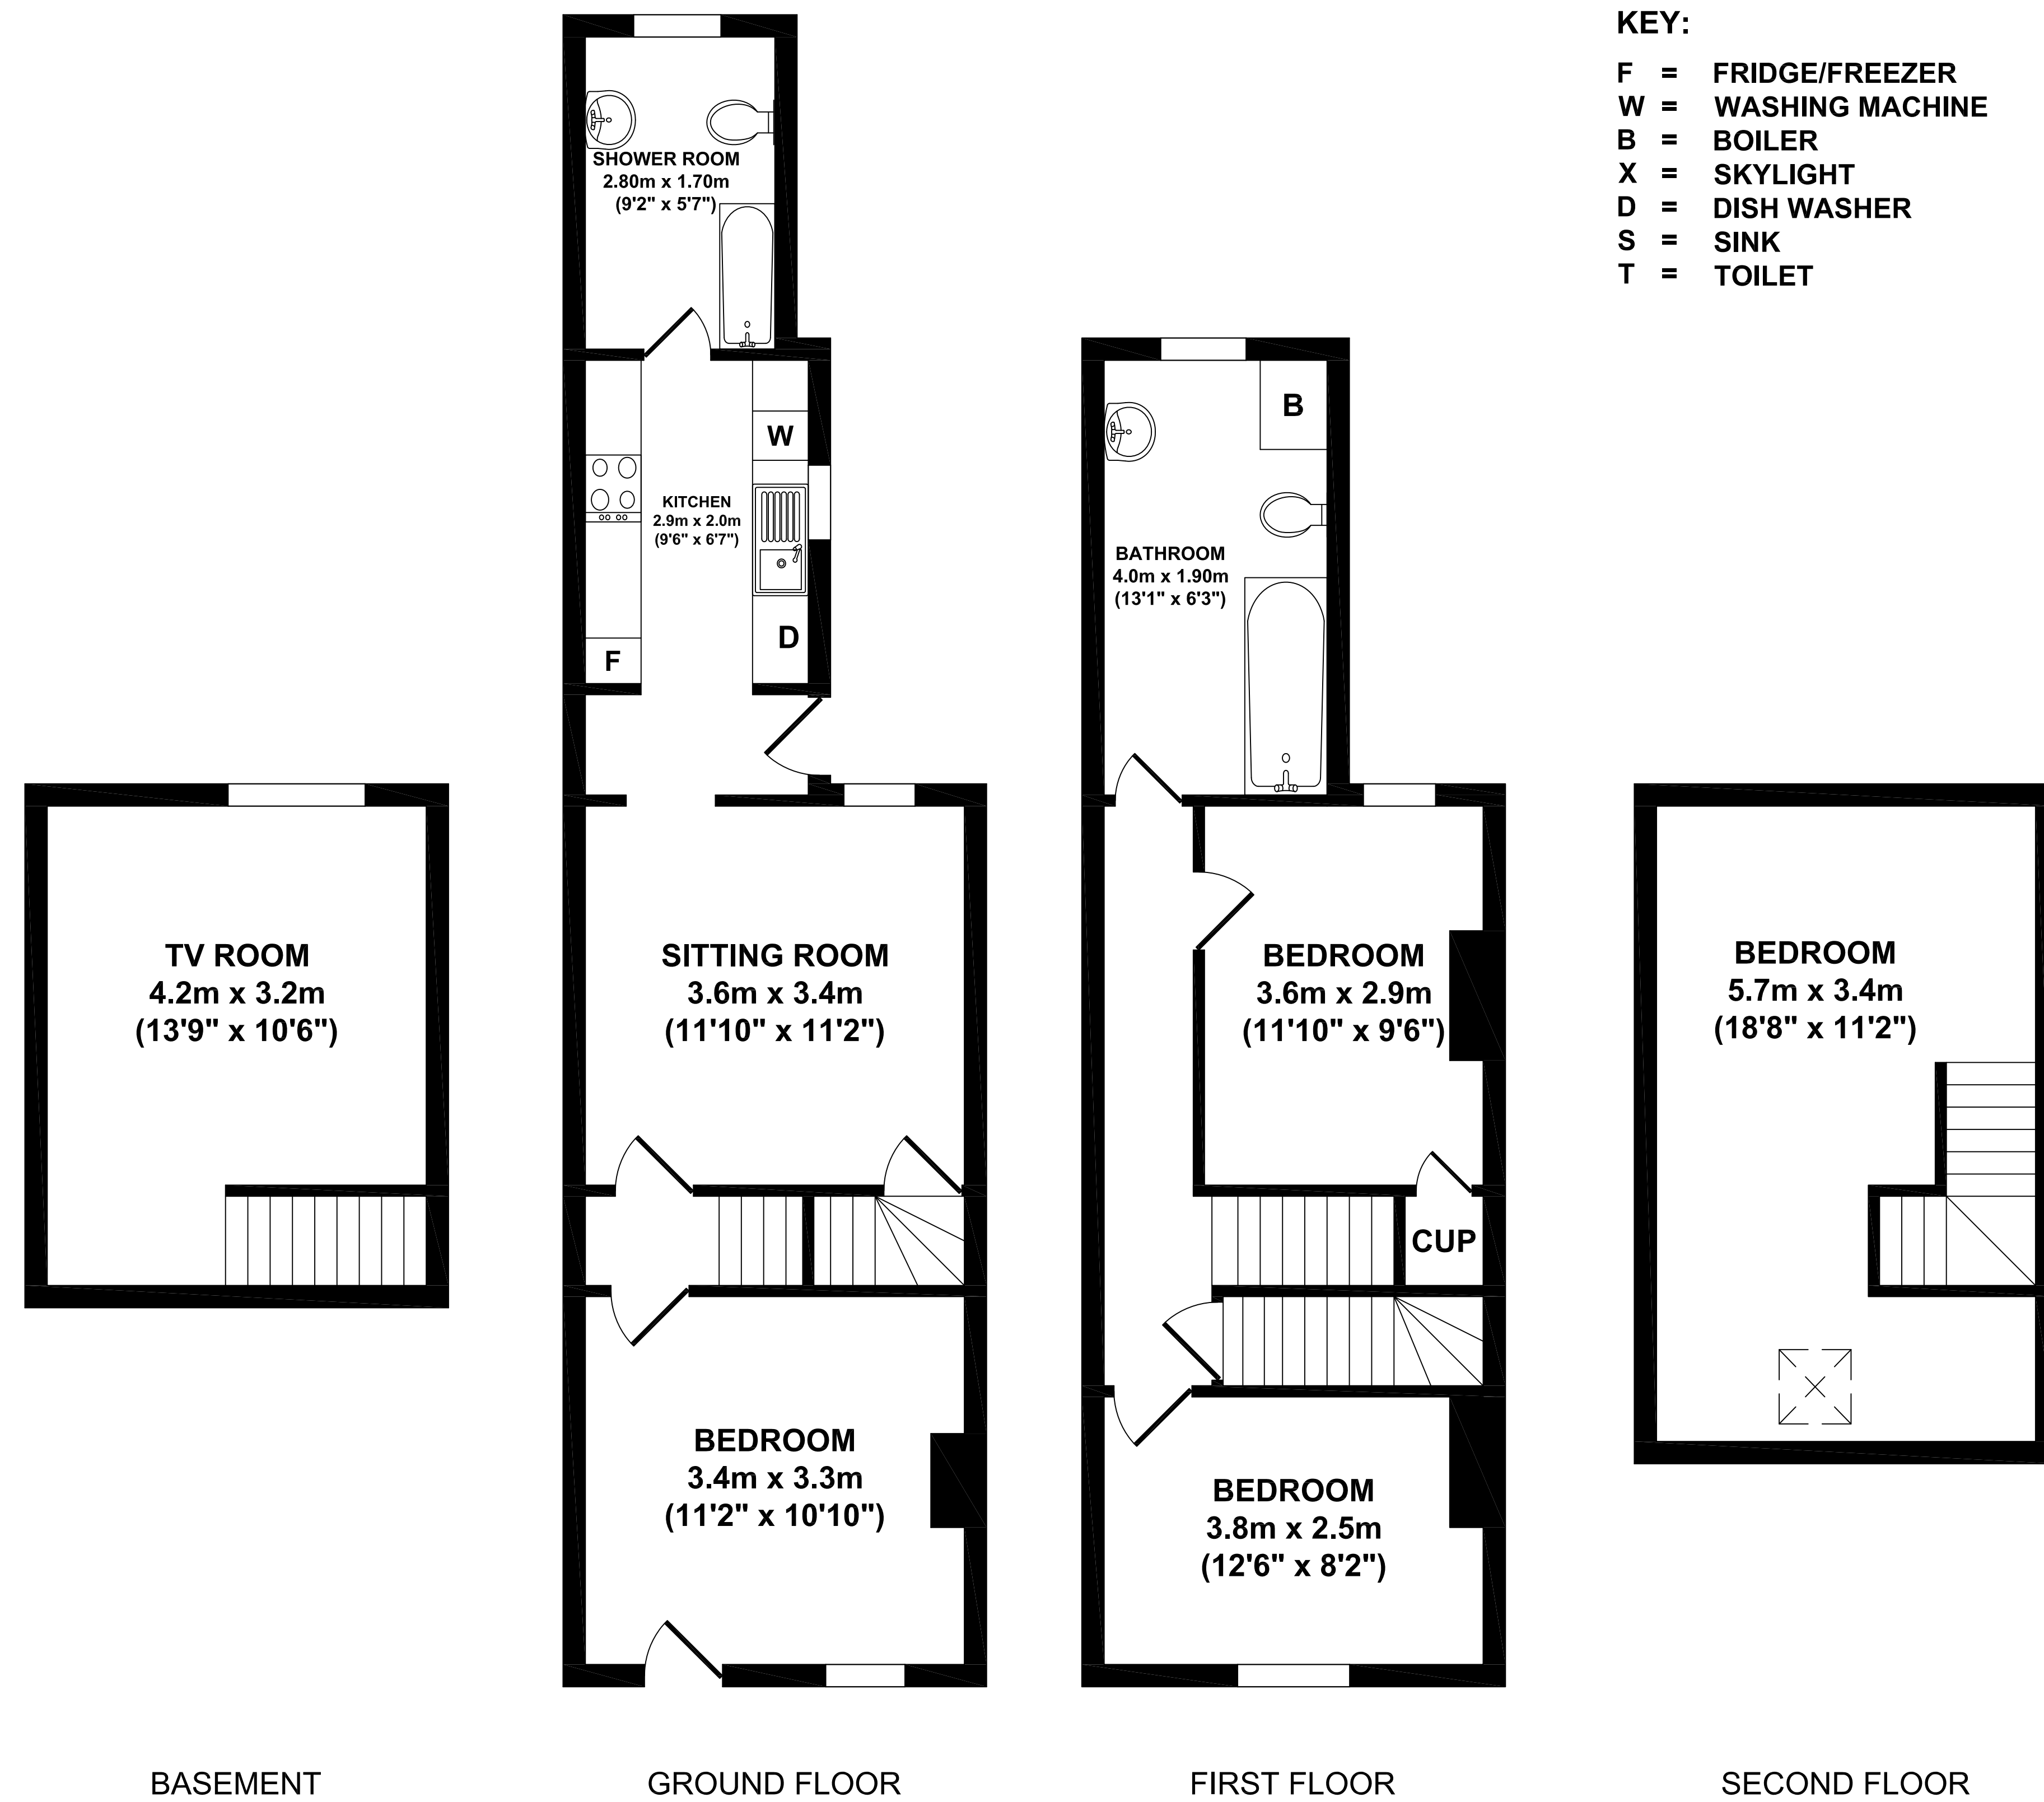 KEY:
F = FRIDGE/FREEZER
W = WASHING MACHINE
B = BOILER
X = SKYLIGHT
D = DISH WASHER
S = SINK
T = TOILET
TV ROOM
4.2m x 3.2m
(13'9" x 10'6")
BASEMENT
SHOWER ROOM
2.80m x 1.70m
(9'2" x 5'7")
W
KITCHEN
2.9m x 2.0m
(9'6" x 6'7")
D
F
SITTING ROOM
3.6m x 3.4m
(11'10" x 11'2")
BEDROOM
3.4m x 3.3m
(11'2" x 10'10")
GROUND FLOOR
B
BATHROOM
4.0m x 1.90m
(13'1" x 6'3")
BEDROOM
3.6m x 2.9m
(11'10" x 9'6")
CUP
BEDROOM
3.8m x 2.5m
(12'6" x 8'2")
FIRST FLOOR
BEDROOM
5.7m x 3.4m
(18'8" x 11'2")
SECOND FLOOR